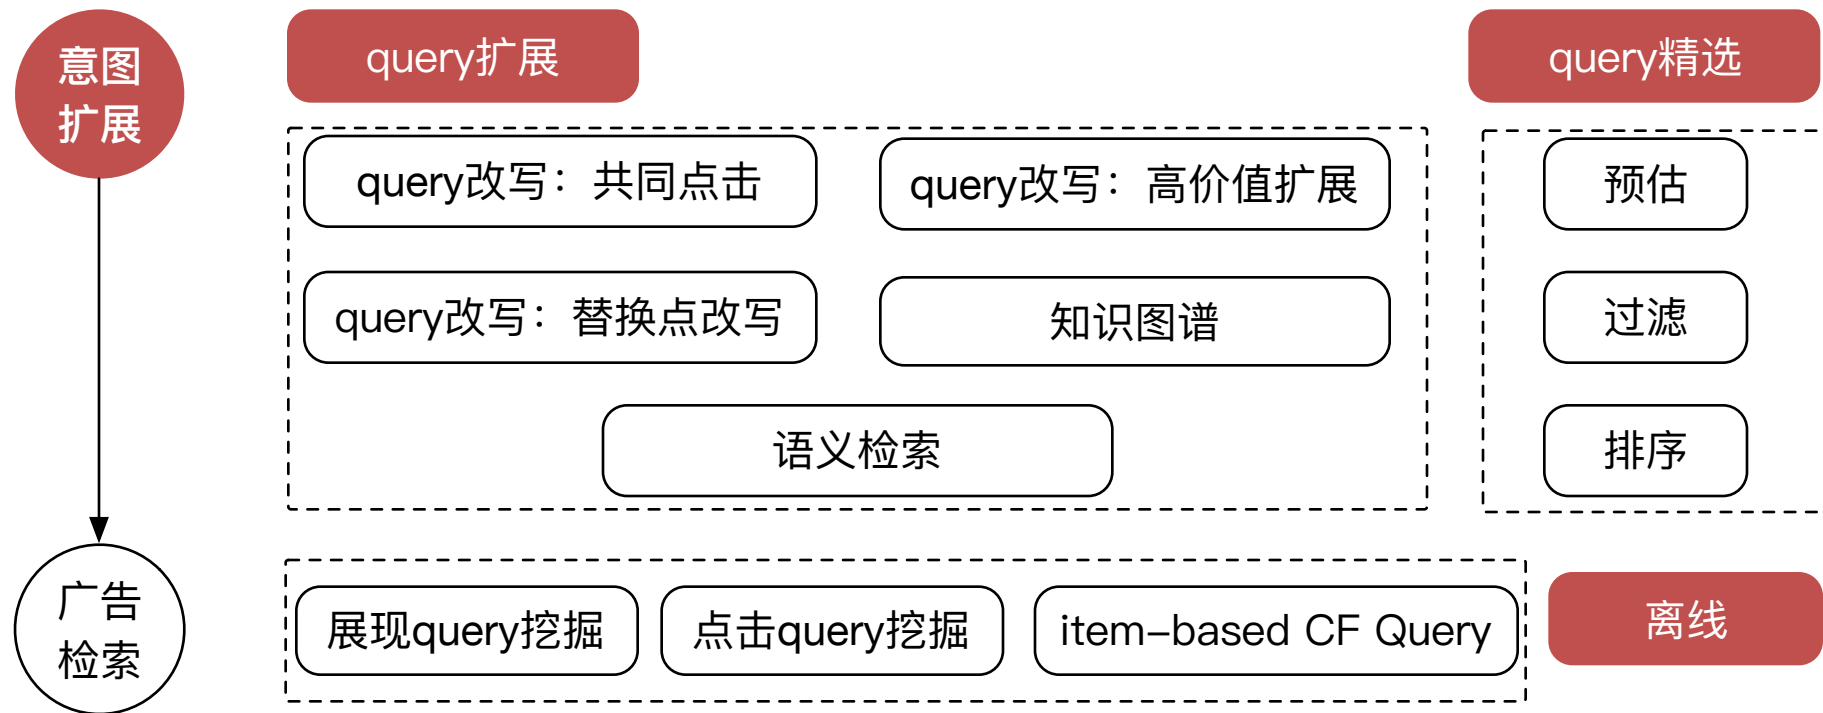 意图
扩展
query扩展
query精选
query改写：共同点击
query改写：高价值扩展
预估
query改写：替换点改写
知识图谱
过滤
语义检索
排序
广告
检索
展现query挖掘
点击query挖掘
item-based CF Query
离线